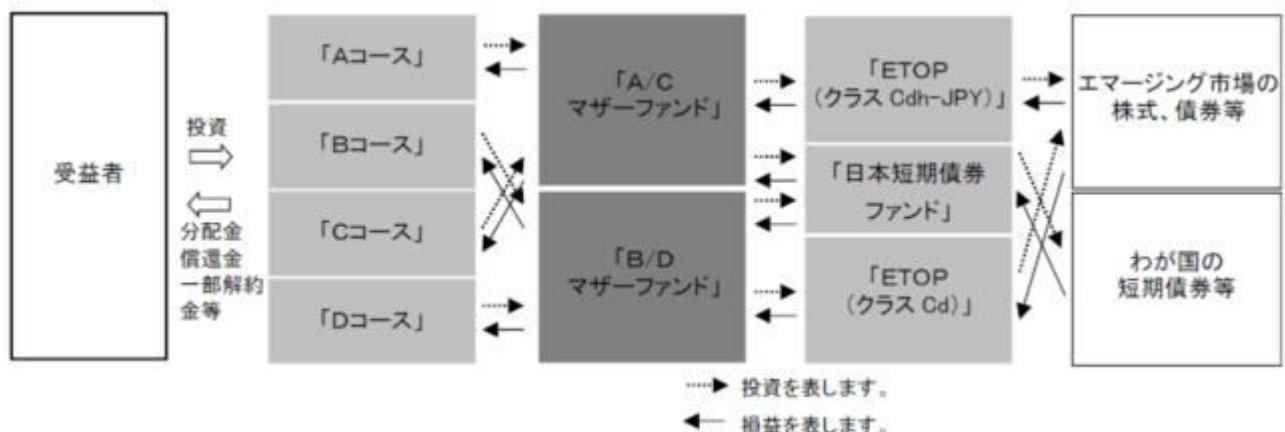 受益者
投資
分配金
償還金
一部解約
金等
「Aコース」
「Bコース」
「Cコース」
「Dコース」
「A/C
マザーファンド」
「B/D
マザーファンド」
「ETOP
(クラス Cdh-JPY)」
「日本短期債券
ファンド」
「ETOP
(クラス Cd)」
エマージング市場の
株式、債券等
わが国の
短期債券等
投資を表します。
損益を表します。